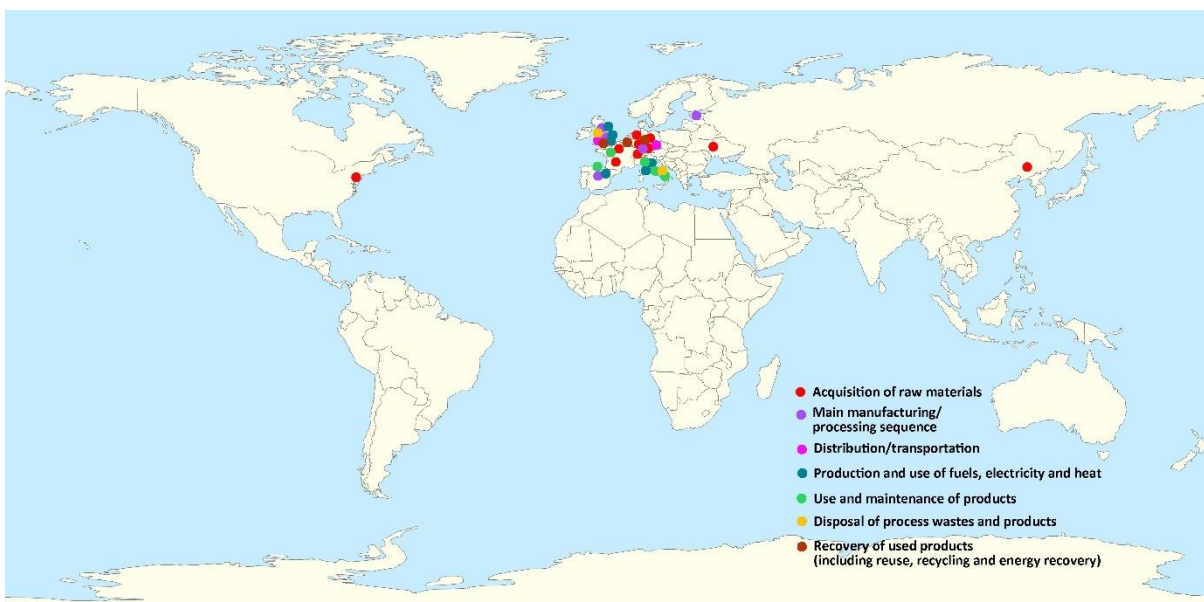 Acquisition of raw materials
Main manufacturing/
processing sequence
Distribution/transportation
Production and use of fuels, electricity and heat
Use and maintenance of products
Disposal of process wastes and products
Recovery of used products
(including reuse, recycling and energy recovery)